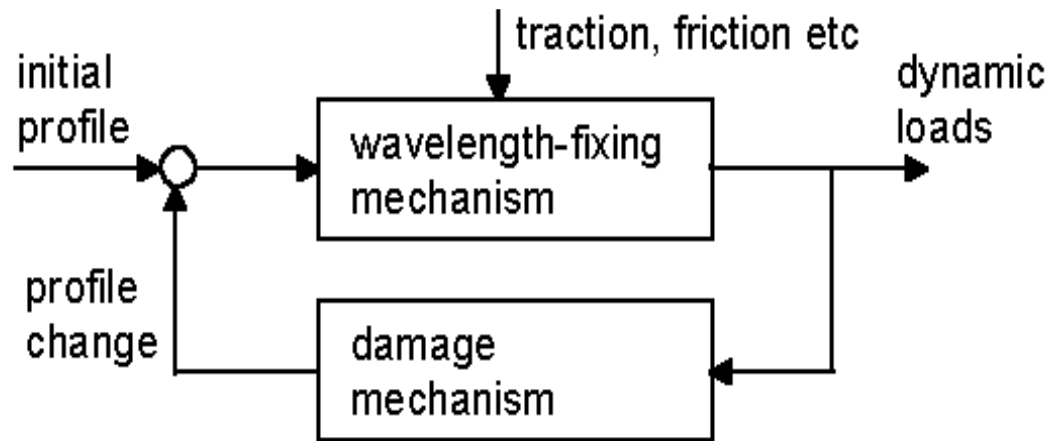 traction, friction etc
initial
profile
wavelength-fixing
mechanism
dynamic
loads
profile
change
damage
mechanism